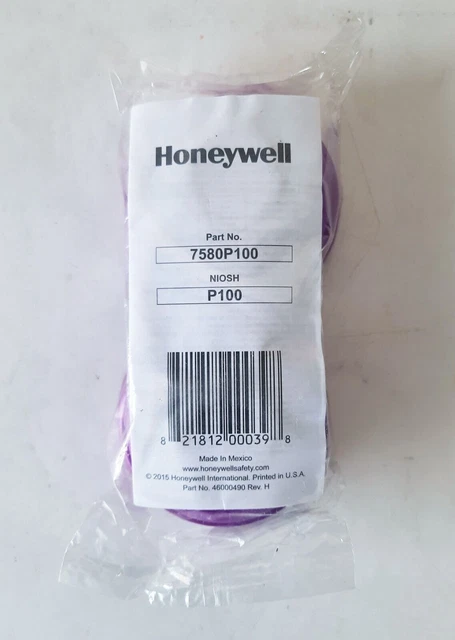 Honeywell
Part No.
7580P100
NIOSH
P100
8 21812 00039 8
Made In Mexico
www.honeywellsafety.com
© 2015 Honeywell International. Printed in U.S.A.
Part No. 46000490 Rev. H